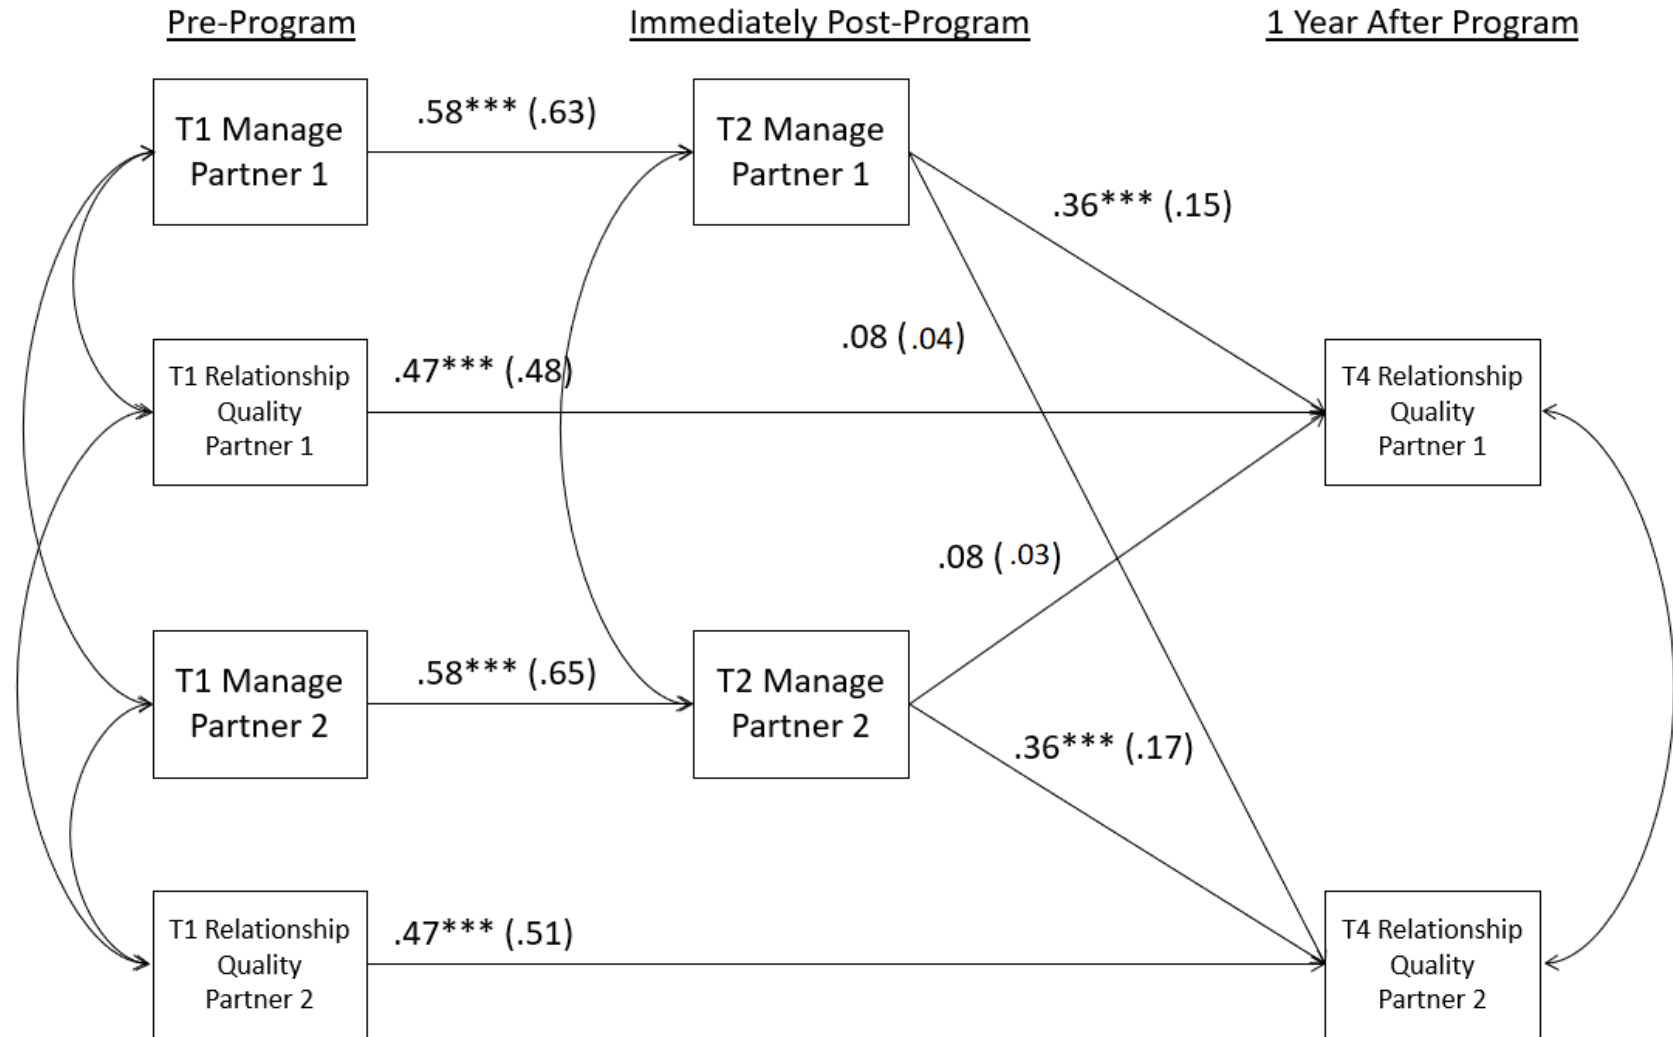 Pre-Program
Immediately Post-Program
1 Year After Program
T1 Manage
Partner 1
.58*** (.63)
T2 Manage
Partner 1
.36*** (.15)
.08 (.04)
T1 Relationship
Quality
Partner 1
.47*** (.48)
T4 Relationship
Quality
Partner 1
.08 (.03)
T1 Manage
Partner 2
.58*** (.65)
T2 Manage
Partner 2
.36*** (.17)
T1 Relationship
Quality
Partner 2
.47*** (.51)
T4 Relationship
Quality
Partner 2